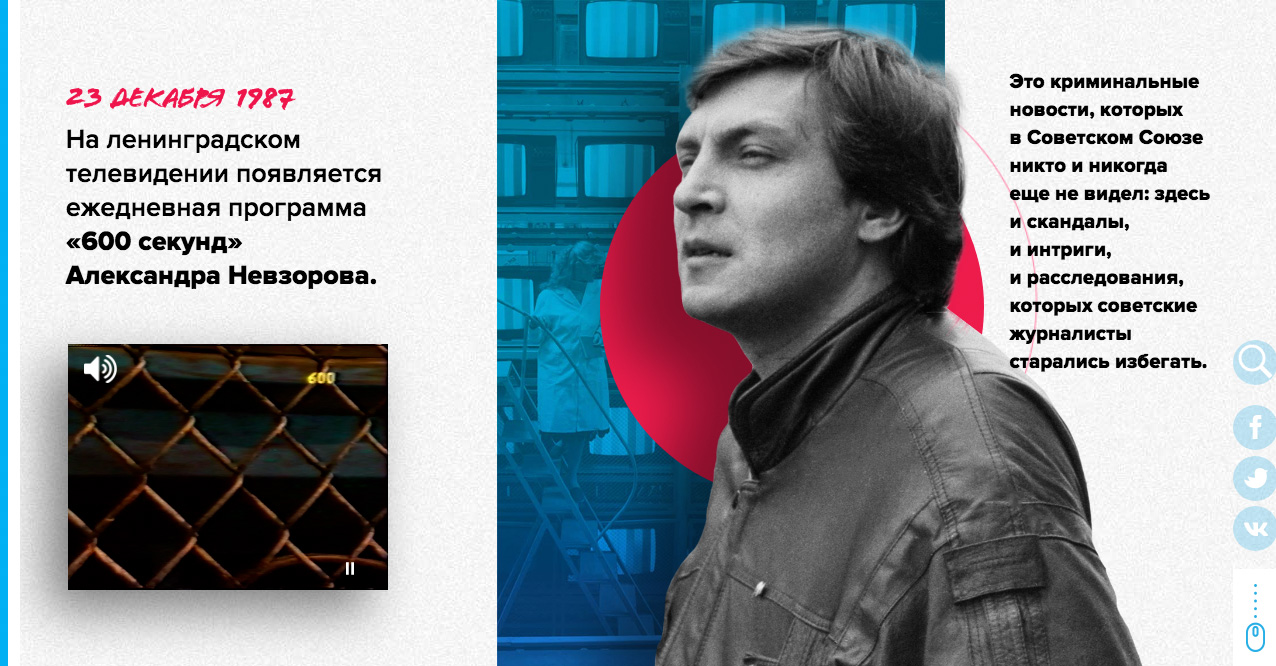 23 ДЕКАБРЯ 1987
На ленинградском
телевидении появляется
ежедневная программа
«600 секунд»
Александра Невзорова.
600
Это криминальные
новости, которых
в Советском Союзе
никто и никогда
еще не видел: здесь
и скандалы,
и интриги,
и расследования,
которых советские
журналисты
старались избегать.